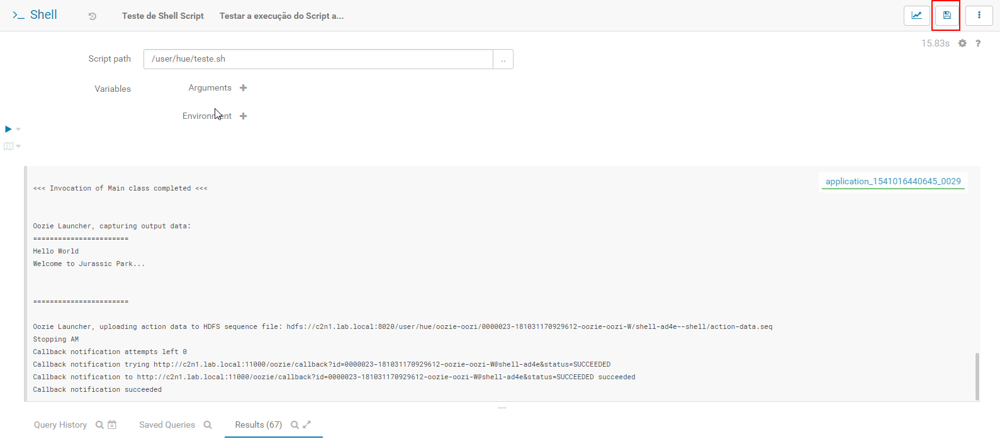 >_ Shell
Teste de Shell Script
Testar a execução do Script a...
15.83s
?
Script path
/user/hue/teste.sh
..
Variables
Arguments
Environment
<<< Invocation of Main class completed <<<
application_1541016440645_0029
Oozie Launcher, capturing output data:
=======================
Hello World
Welcome to Jurassic Park...
=======================
Oozie Launcher, uploading action data to HDFS sequence file: hdfs://c2n1.lab.local:8020/user/hue/oozie-oozi/0000023-181031170929612-oozie-oozi-W/shell-ad4e--shell/action-data.seq
Stopping AM
Callback notification attempts left 0
Callback notification trying http://c2n1.lab.local:11000/oozie/callback?id=0000023-181031170929612-oozie-oozi-W@shell-ad4e&status=SUCCEEDED
Callback notification to http://c2n1.lab.local:11000/oozie/callback?id=0000023-181031170929612-oozie-oozi-W@shell-ad4e&status=SUCCEEDED succeeded
Callback notification succeeded
Query History
Saved Queries
Results (67)